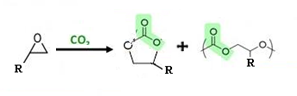 O
O CO₂ O O + O
O O
R R R